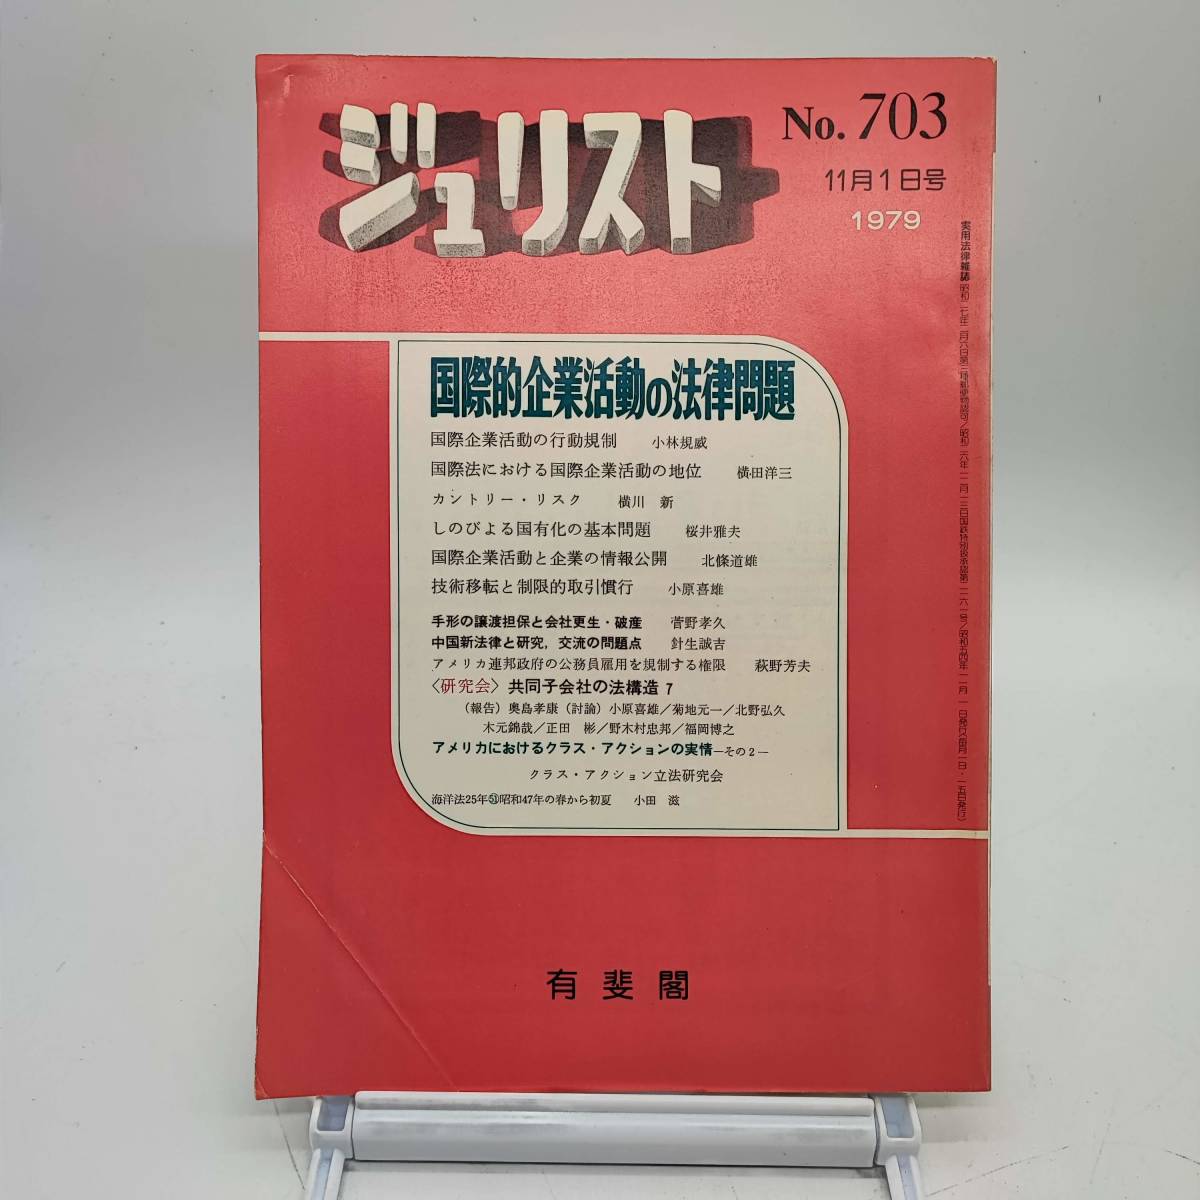 ジュリスト
No. 703
11月1日号
1979
国際的企業活動の法律問題
国際企業活動の行動規制 小林規威
国際法における国際企業活動の地位 横田洋三
カントリー・リスク 横川 新
しのびよる国有化の基本問題 桜井雅夫
国際企業活動と企業の情報公開 北條道雄
技術移転と制限的取引慣行 小原喜雄
手形の譲渡担保と会社更生・破産 菅野孝久
中国新法律と研究,交流の問題点 針生誠吉
アメリカ連邦政府の公務員雇用を規制する権限 萩野芳夫
〈研究会〉共同子会社の法構造 7
(報告)奥島孝康(討論)小原喜雄/菊地元一/北野弘久
木元錦哉/正田 彬/野木村忠邦/福岡博之
アメリカにおけるクラス・アクションの実情—その2—
クラス・アクション立法研究会
海洋法25年㊼昭和47年の春から初夏 小田 滋
有斐閣
実用法律雑誌